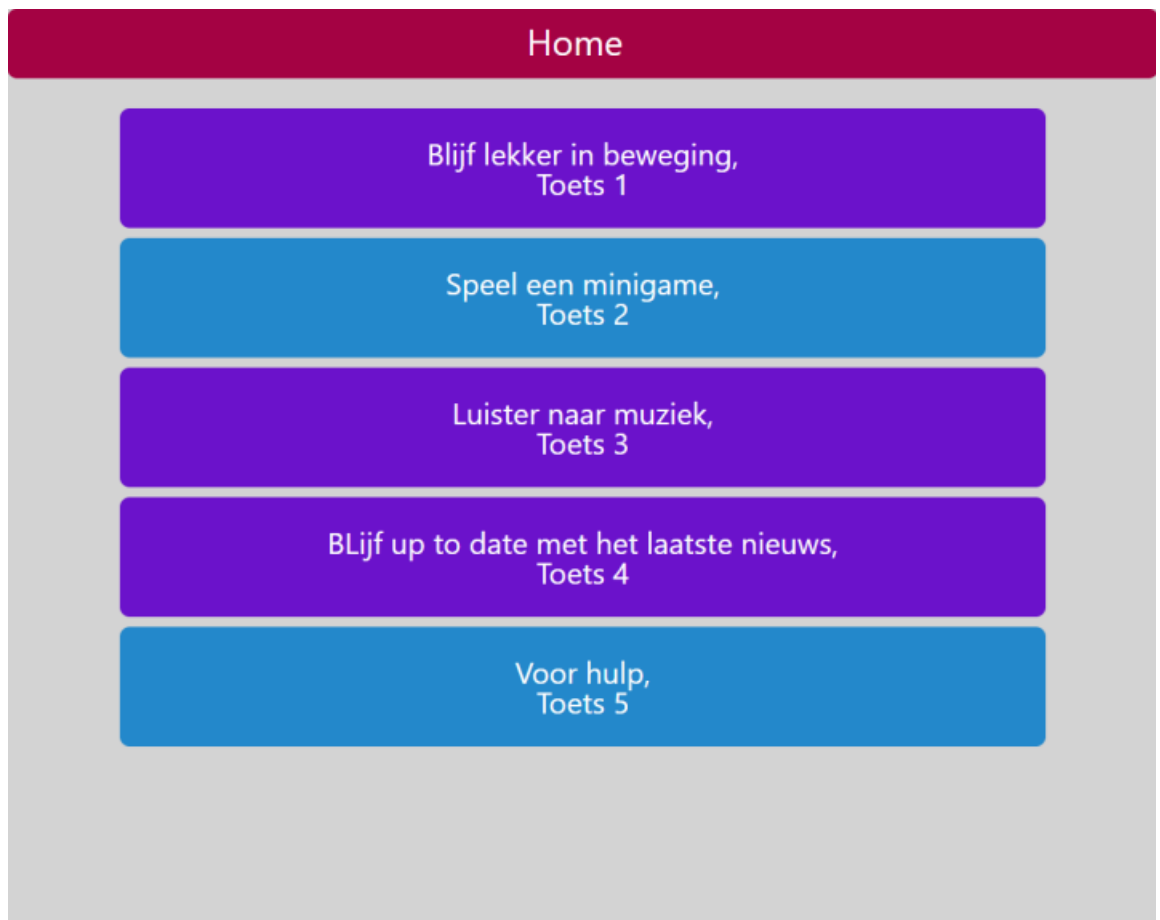 Home
Blijf lekker in beweging,
Toets 1
Speel een minigame,
Toets 2
Luister naar muziek,
Toets 3
BLijf up to date met het laatste nieuws,
Toets 4
Voor hulp,
Toets 5